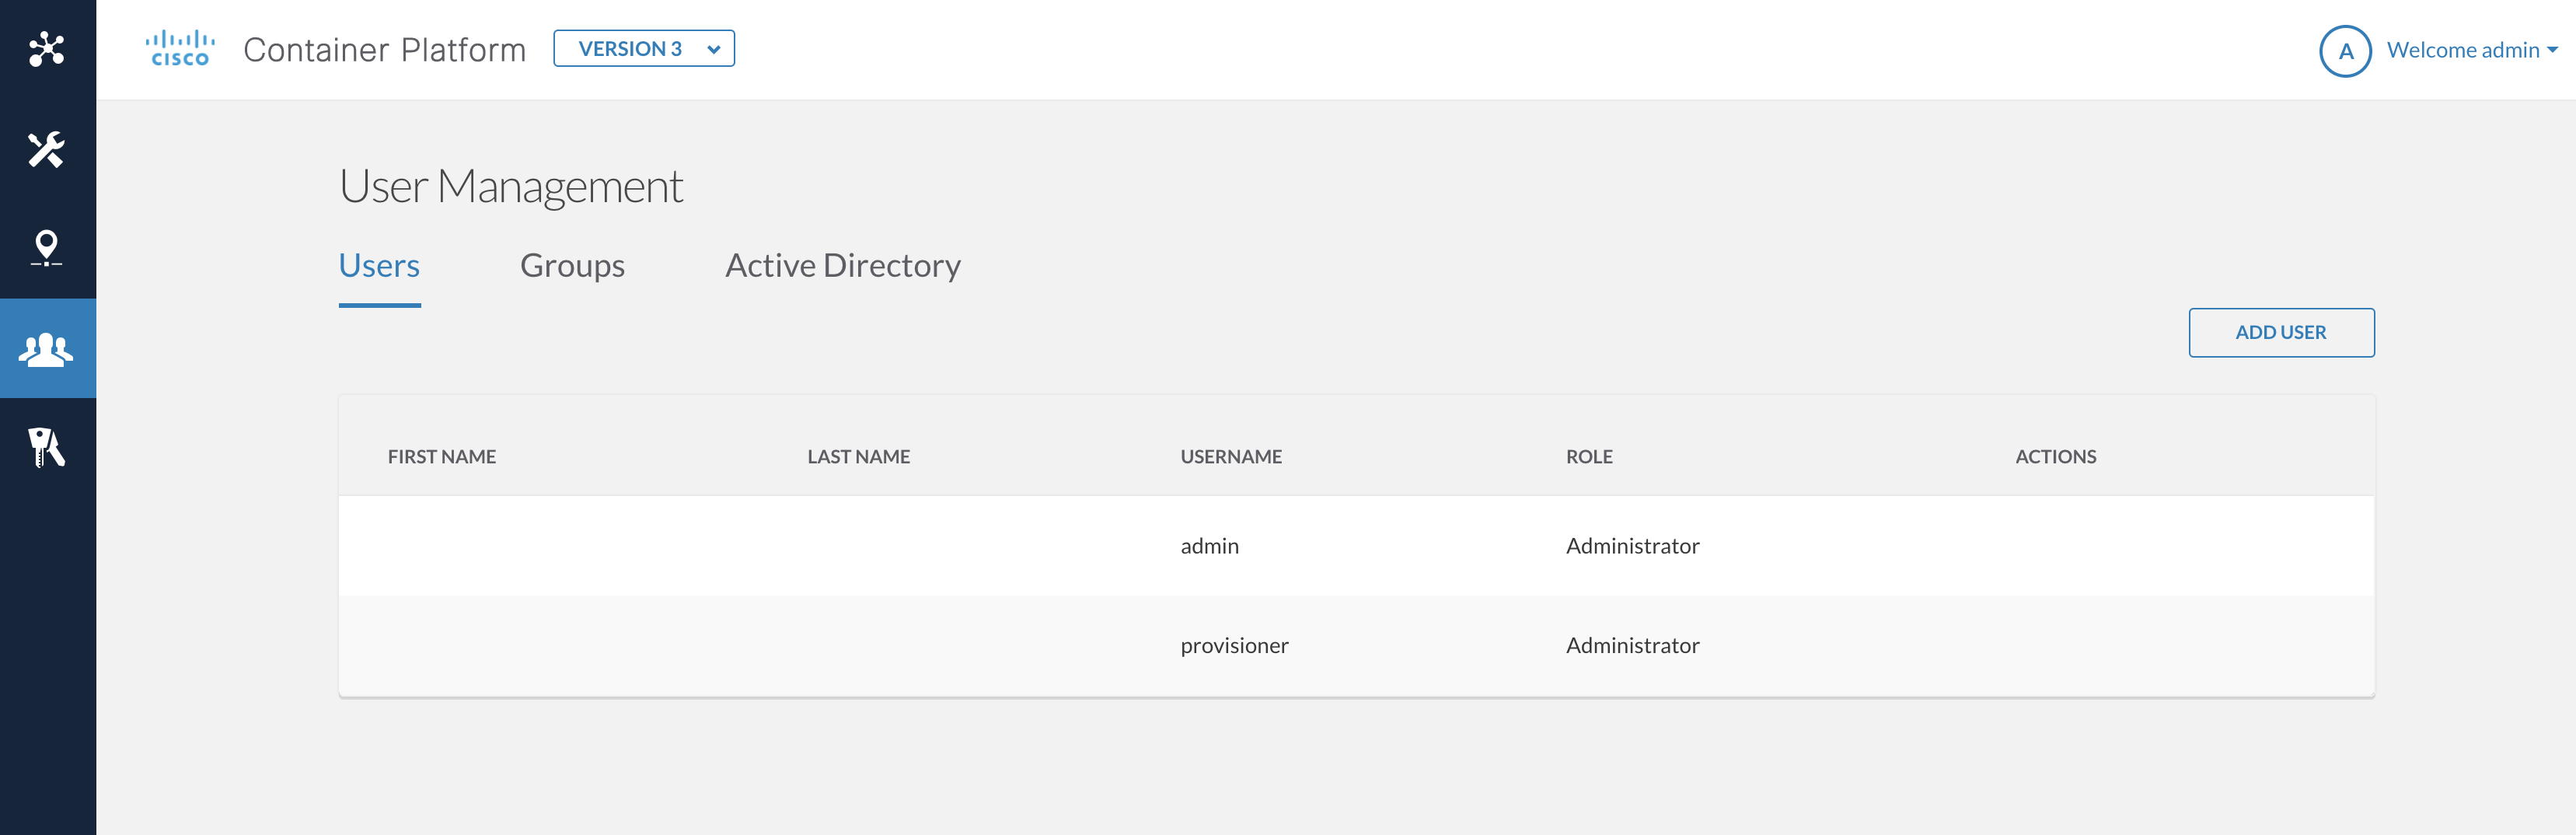 CISCO
Container Platform
VERSION 3
A
Welcome admin
User Management
Users Groups Active Directory
ADD USER
FIRST NAME LAST NAME USERNAME ROLE ACTIONS
admin Administrator
provisioner Administrator